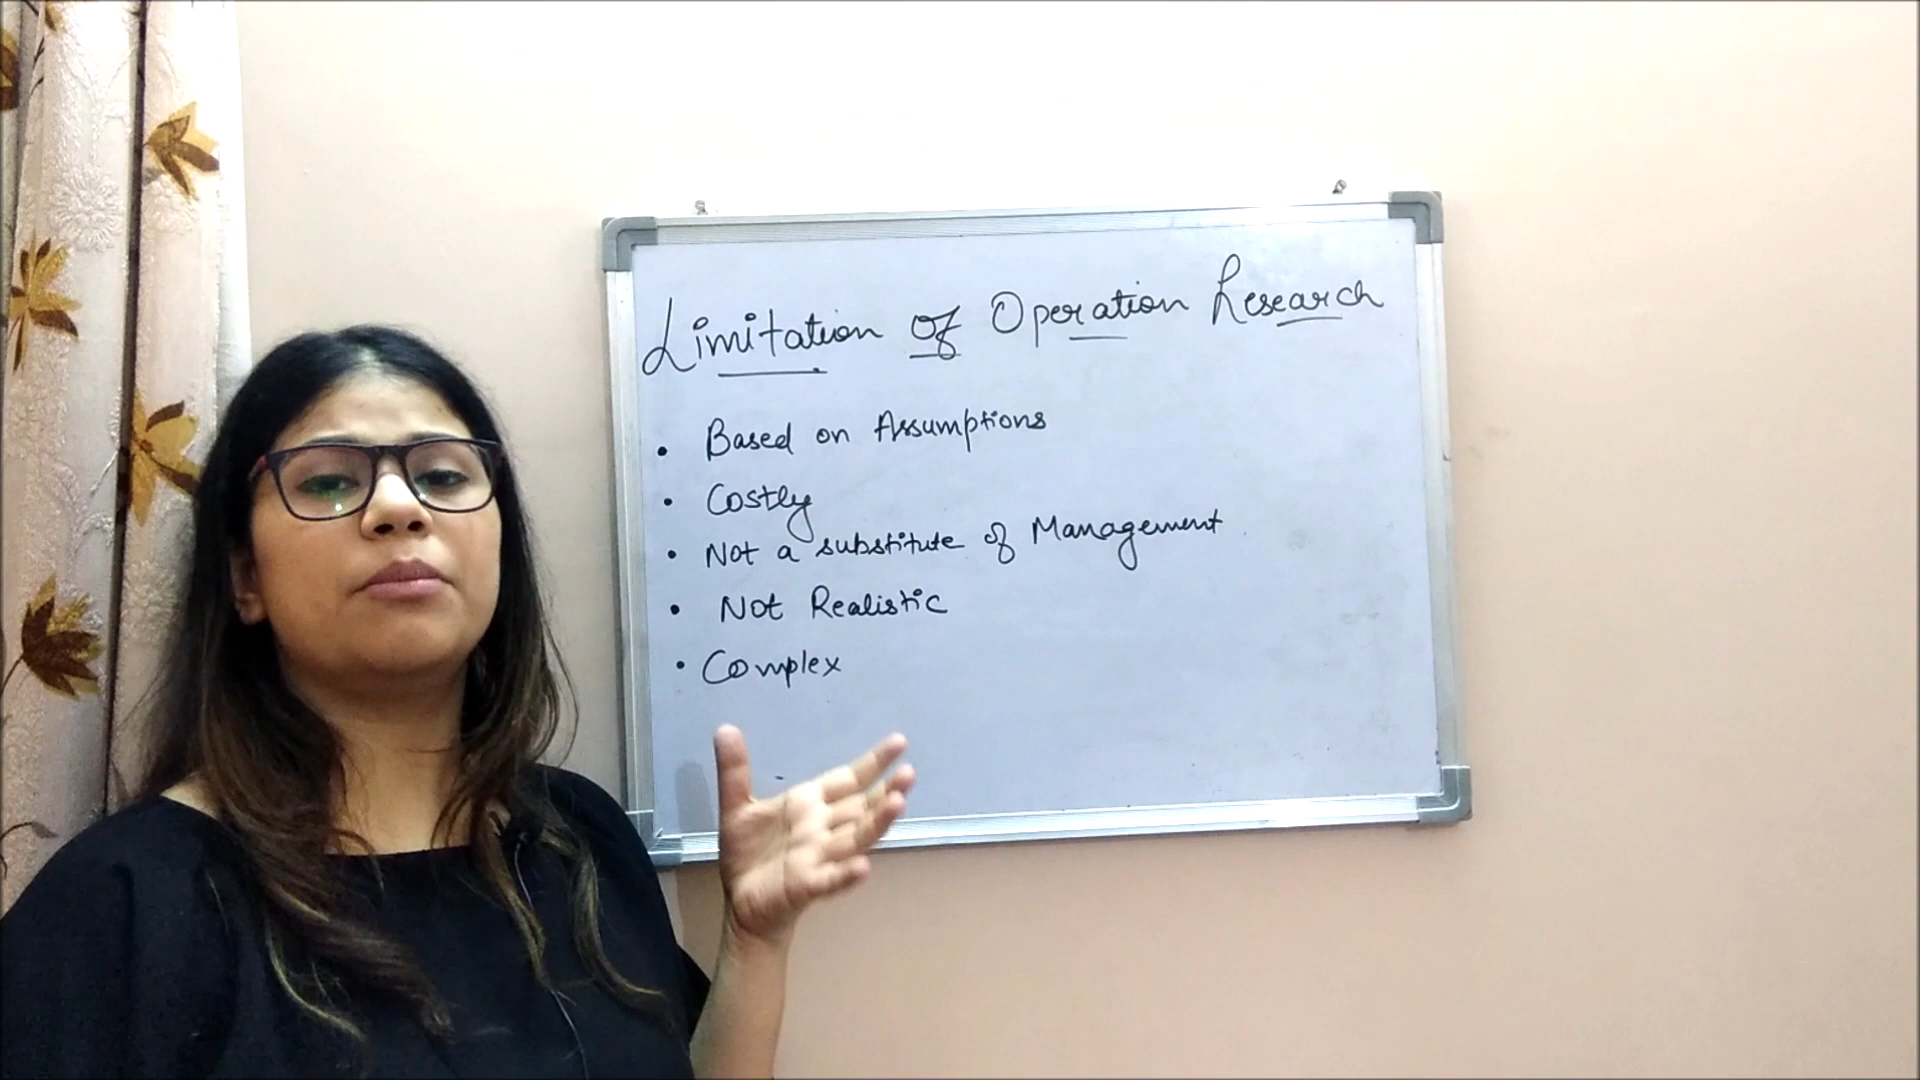 Limitation of Operation Research
• Based on Assumptions
• Costly
• Not a substitute of Management
• Not Realistic
• Complex